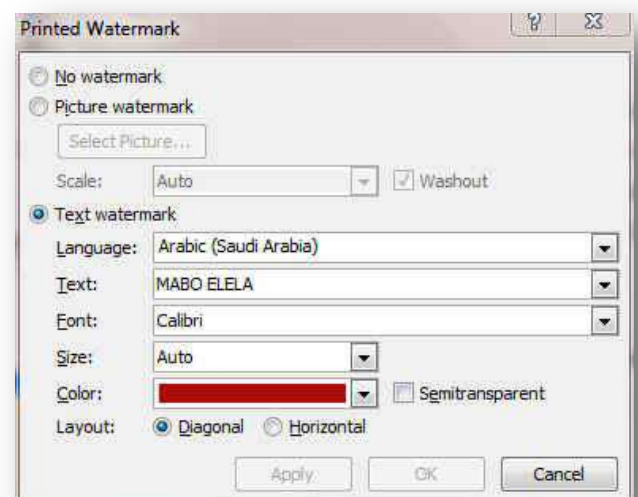 Printed Watermark
No watermark
Picture watermark
Select Picture...
Scale: Auto Washout
Text watermark
Language: Arabic (Saudi Arabia)
Text: MABO ELELA
Font: Calibri
Size: Auto
Color: Semitransparent
Layout: Diagonal Horizontal
Apply OK Cancel